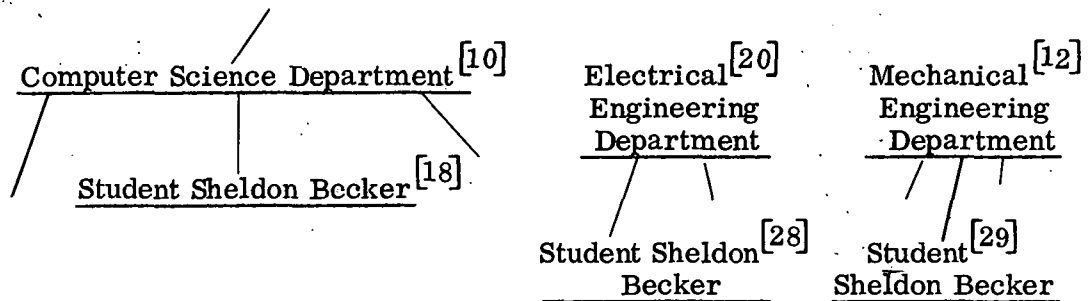 Computer Science Department[10]
Student Sheldon Becker[18]
Electrical[20]
Engineering
Department
Student Sheldon[28]
Becker
Mechanical[12]
Engineering
Department
Student[29]
Sheldon Becker